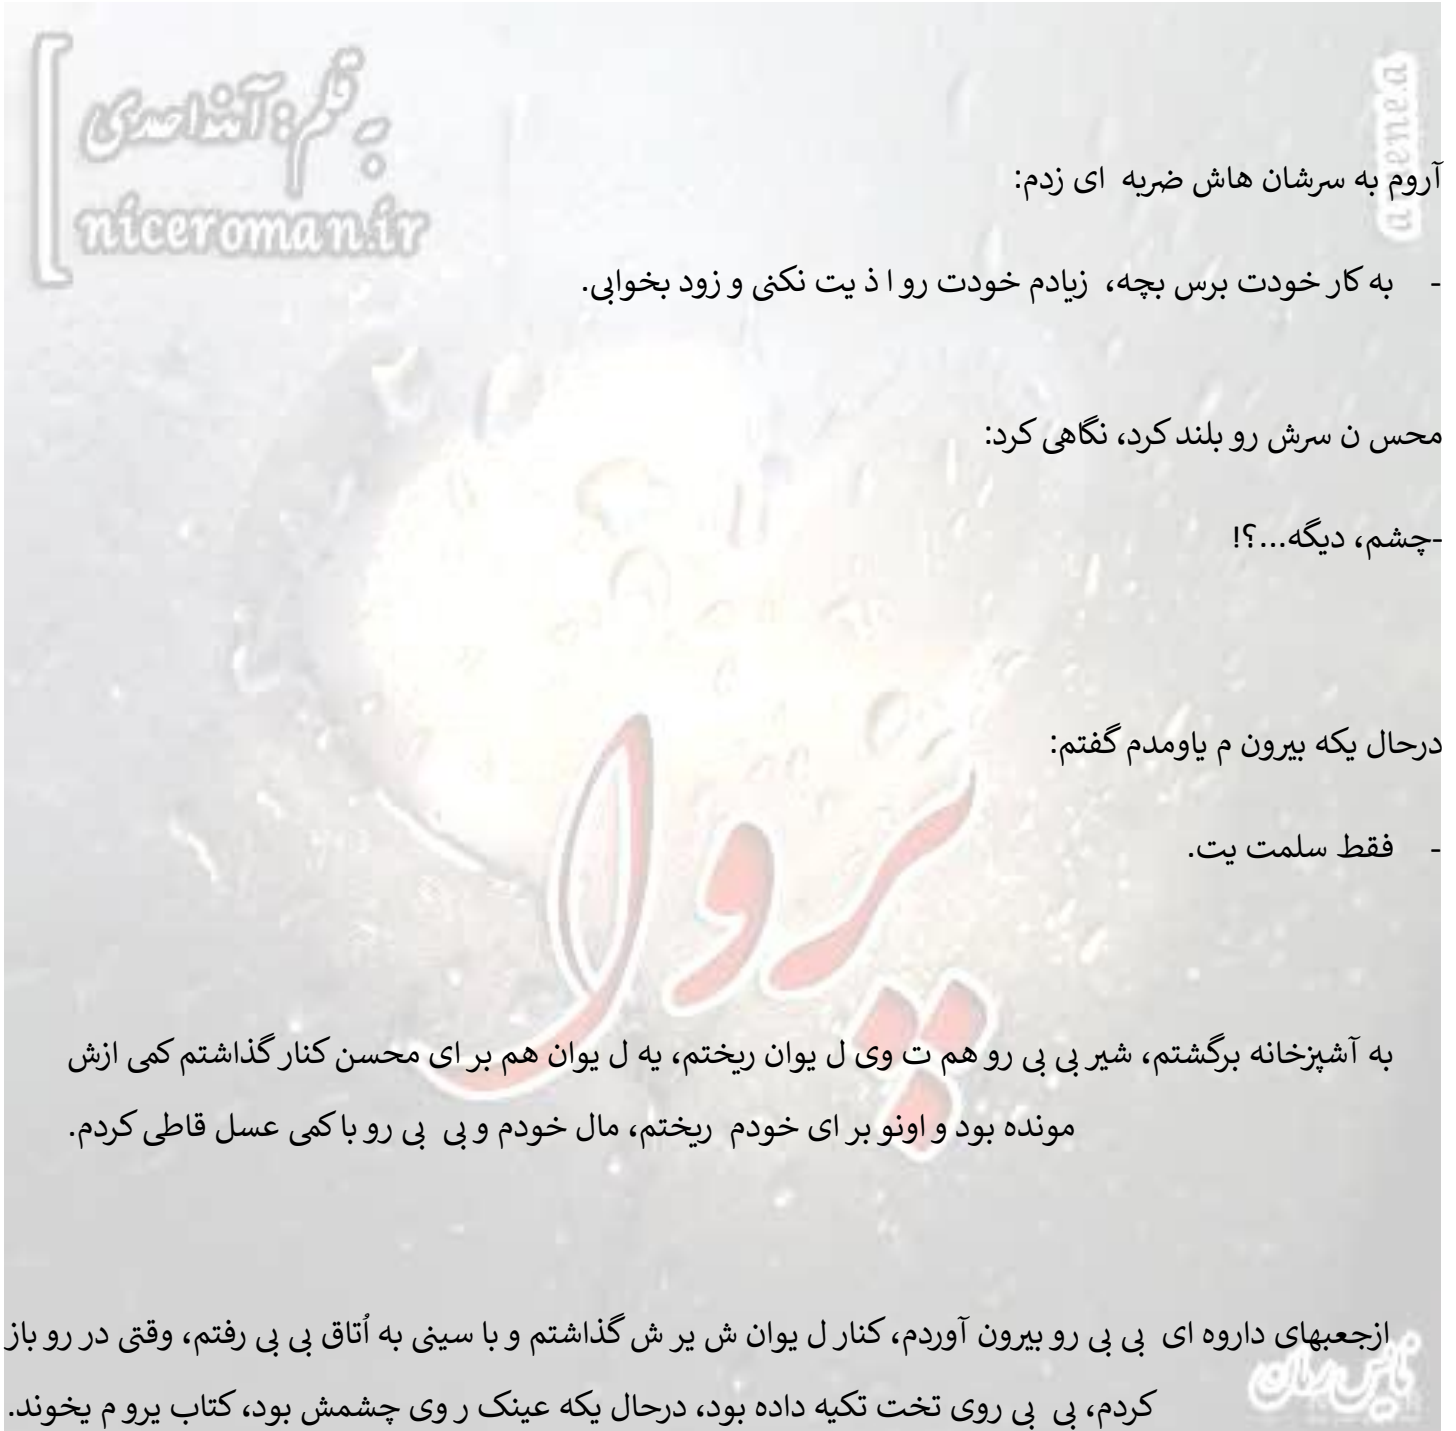 به قلم: آمنه احمدی
niceroman.ir
amenea
آروم به سرشان هاش ضربه ای زدم:
- به کار خودت برس بچه، زیادم خودت رو ا ذ یت نکنی و زود بخوابی.
محس ن سرش رو بلند کرد، نگاهی کرد:
-چشم، دیگه...؟!
درحال یکه بیرون م یاومدم گفتم:
- فقط سلمت یت.
پروا
به آشپزخانه برگشتم، شیر بی بی رو هم ت وی ل یوان ریختم، یه ل یوان هم بر ای محسن کنار گذاشتم کمی ازش
مونده بود و اونو بر ای خودم ریختم، مال خودم و بی بی رو با کمی عسل قاطی کردم.
ازجعبهای داروه ای بی بی رو بیرون آوردم، کنار ل یوان ش یر ش گذاشتم و با سینی به اُتاق بی بی رفتم، وقتی در رو باز
کردم، بی بی روی تخت تکیه داده بود، درحال یکه عینک ر وی چشمش بود، کتاب یرو م یخوند.
نایس رمان